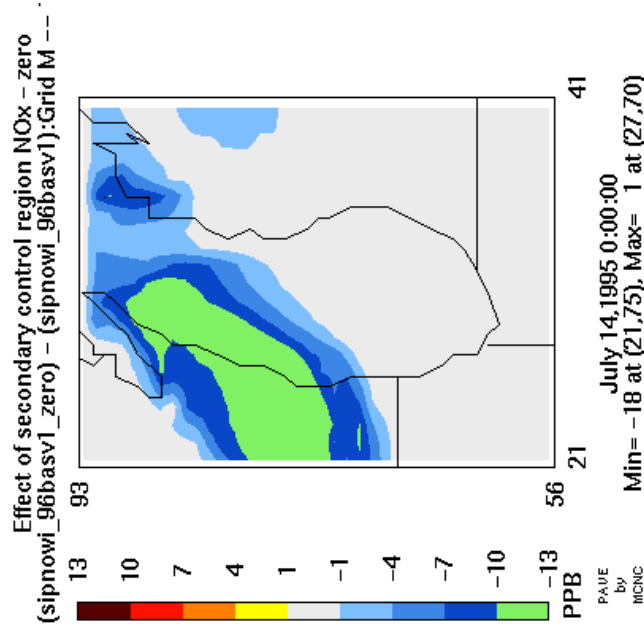 Effect of secondary control region NOx - zero
(sipnowi_96basv1_zero) - (sipnowi_96basv1):Grid M --
13
10
7
4
1
-1
-4
-7
-10
-13
PPB
PAVE
by
MCNC
93
56
21
41
July 14,1995 0:00:00
Min= -18 at (21,75), Max= 1 at (27,70)